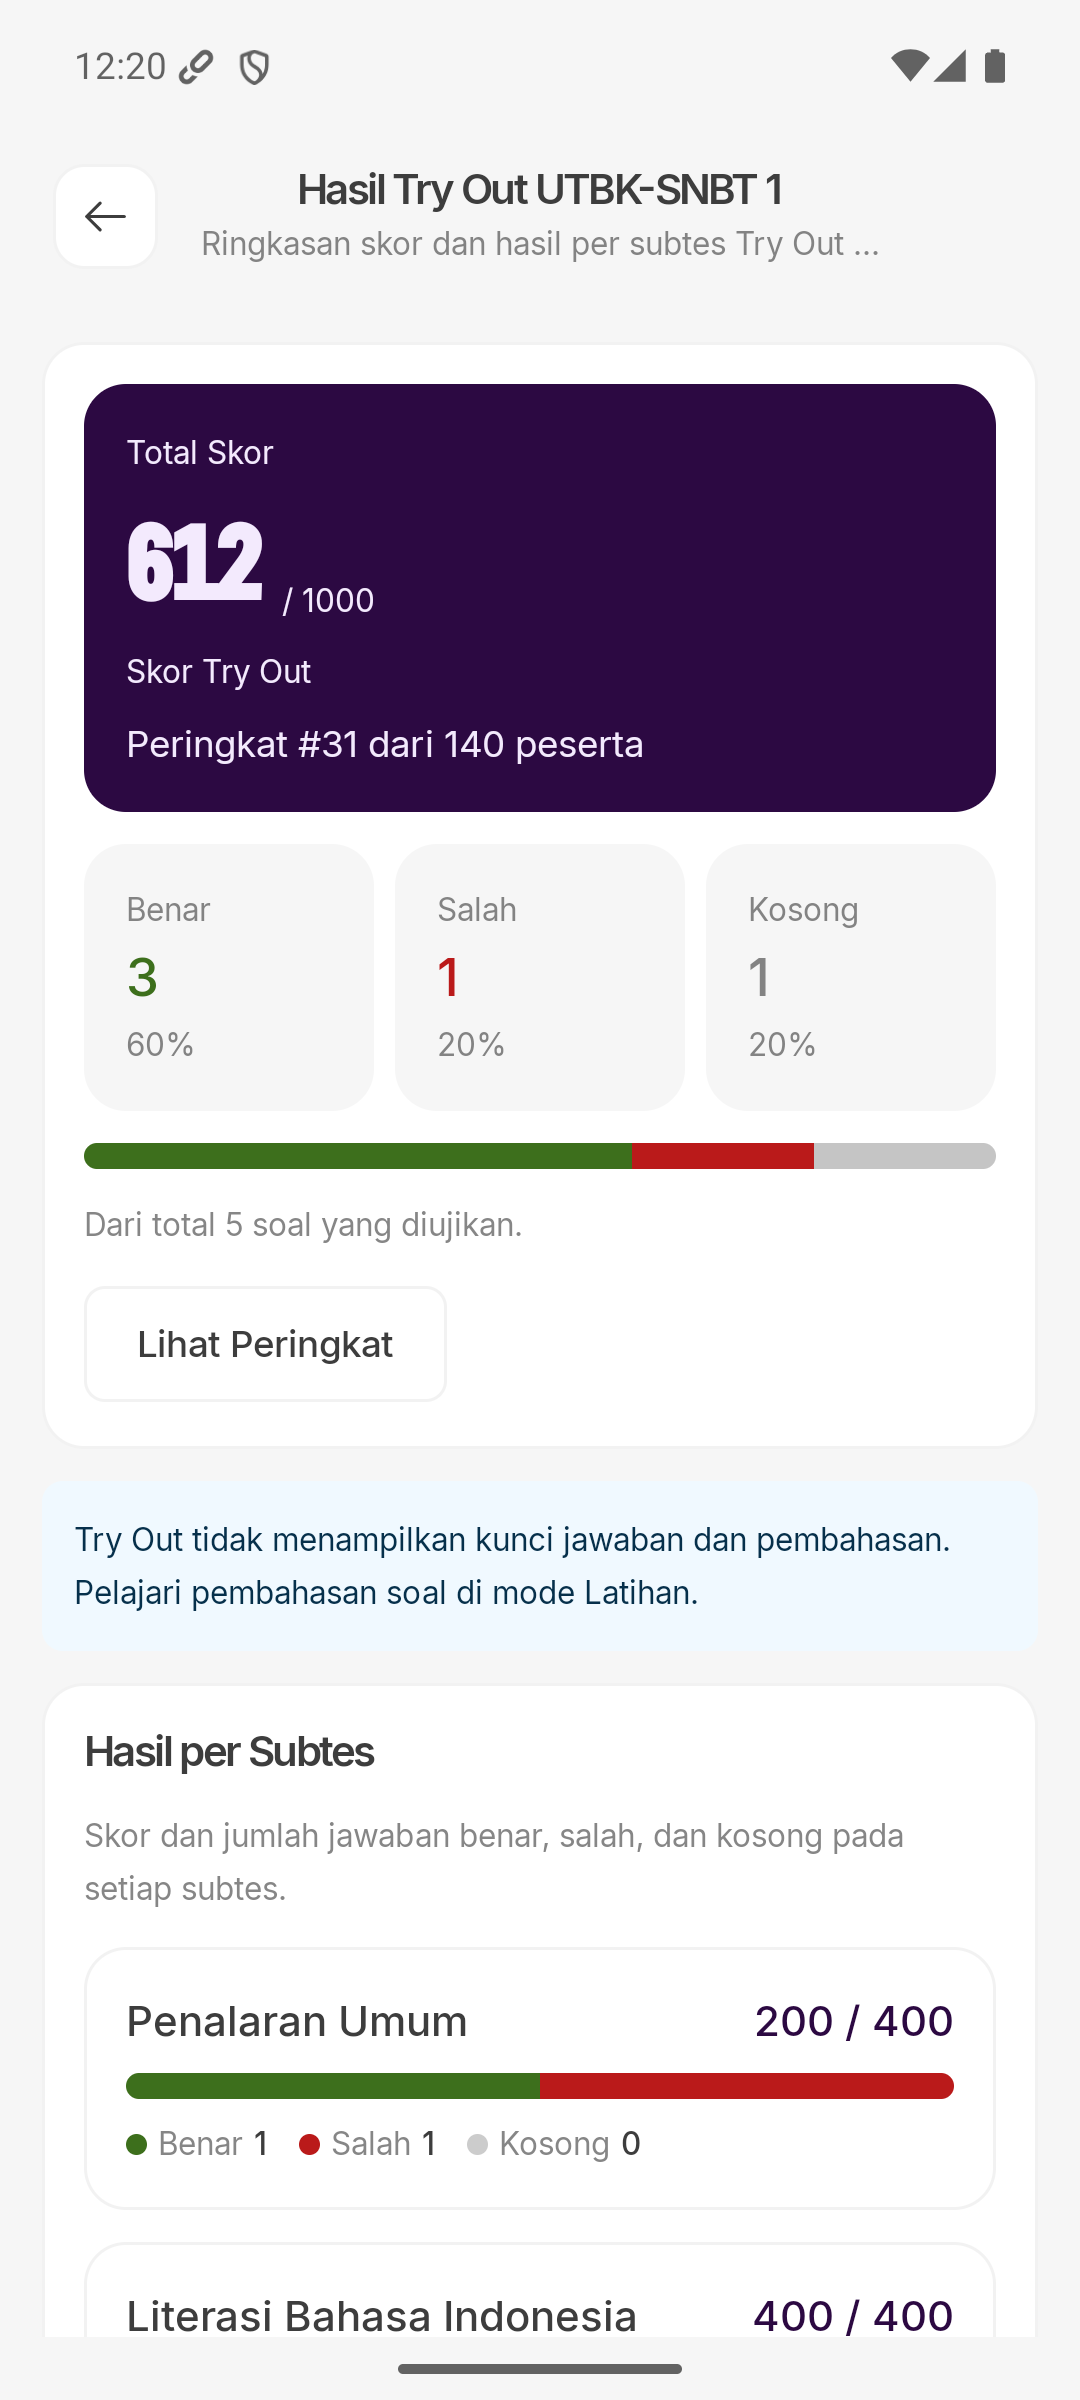 12:20
Hasil Try Out UTBK-SNBT 1
Ringkasan skor dan hasil per subtes Try Out ...
Total Skor
612 / 1000
Skor Try Out
Peringkat #31 dari 140 peserta
Benar
3
60%
Salah
1
20%
Kosong
1
20%
Dari total 5 soal yang diujikan.
Lihat Peringkat
Try Out tidak menampilkan kunci jawaban dan pembahasan.
Pelajari pembahasan soal di mode Latihan.
Hasil per Subtes
Skor dan jumlah jawaban benar, salah, dan kosong pada
setiap subtes.
Penalaran Umum 200 / 400
Benar 1 Salah 1 Kosong 0
Literasi Bahasa Indonesia 400 / 400